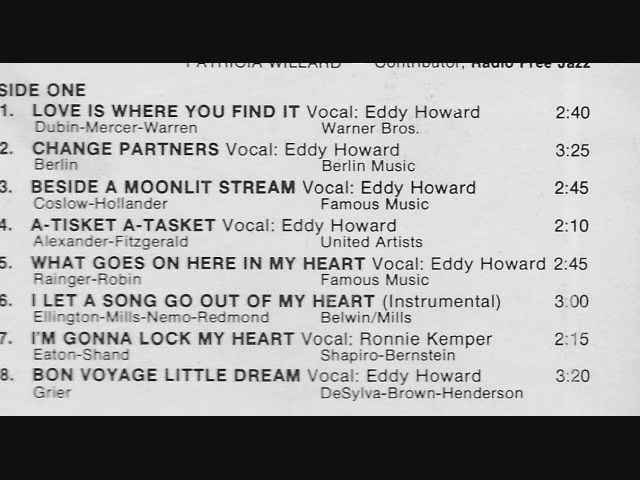 PATRICIA WILLARD Contributor, Radio Free Jazz
SIDE ONE
1. LOVE IS WHERE YOU FIND IT Vocal: Eddy Howard 2:40
Dubin-Mercer-Warren Warner Bros.
2. CHANGE PARTNERS Vocal: Eddy Howard 3:25
Berlin Berlin Music
3. BESIDE A MOONLIT STREAM Vocal: Eddy Howard 2:45
Coslow-Hollander Famous Music
4. A-TISKET A-TASKET Vocal: Eddy Howard 2:10
Alexander-Fitzgerald United Artists
5. WHAT GOES ON HERE IN MY HEART Vocal: Eddy Howard 2:45
Rainger-Robin Famous Music
6. I LET A SONG GO OUT OF MY HEART (Instrumental) 3:00
Ellington-Mills-Nemo-Redmond Belwin/Mills
7. I'M GONNA LOCK MY HEART Vocal: Ronnie Kemper 2:15
Eaton-Shand Shapiro-Bernstein
8. BON VOYAGE LITTLE DREAM Vocal: Eddy Howard 3:20
Grier DeSylva-Brown-Henderson